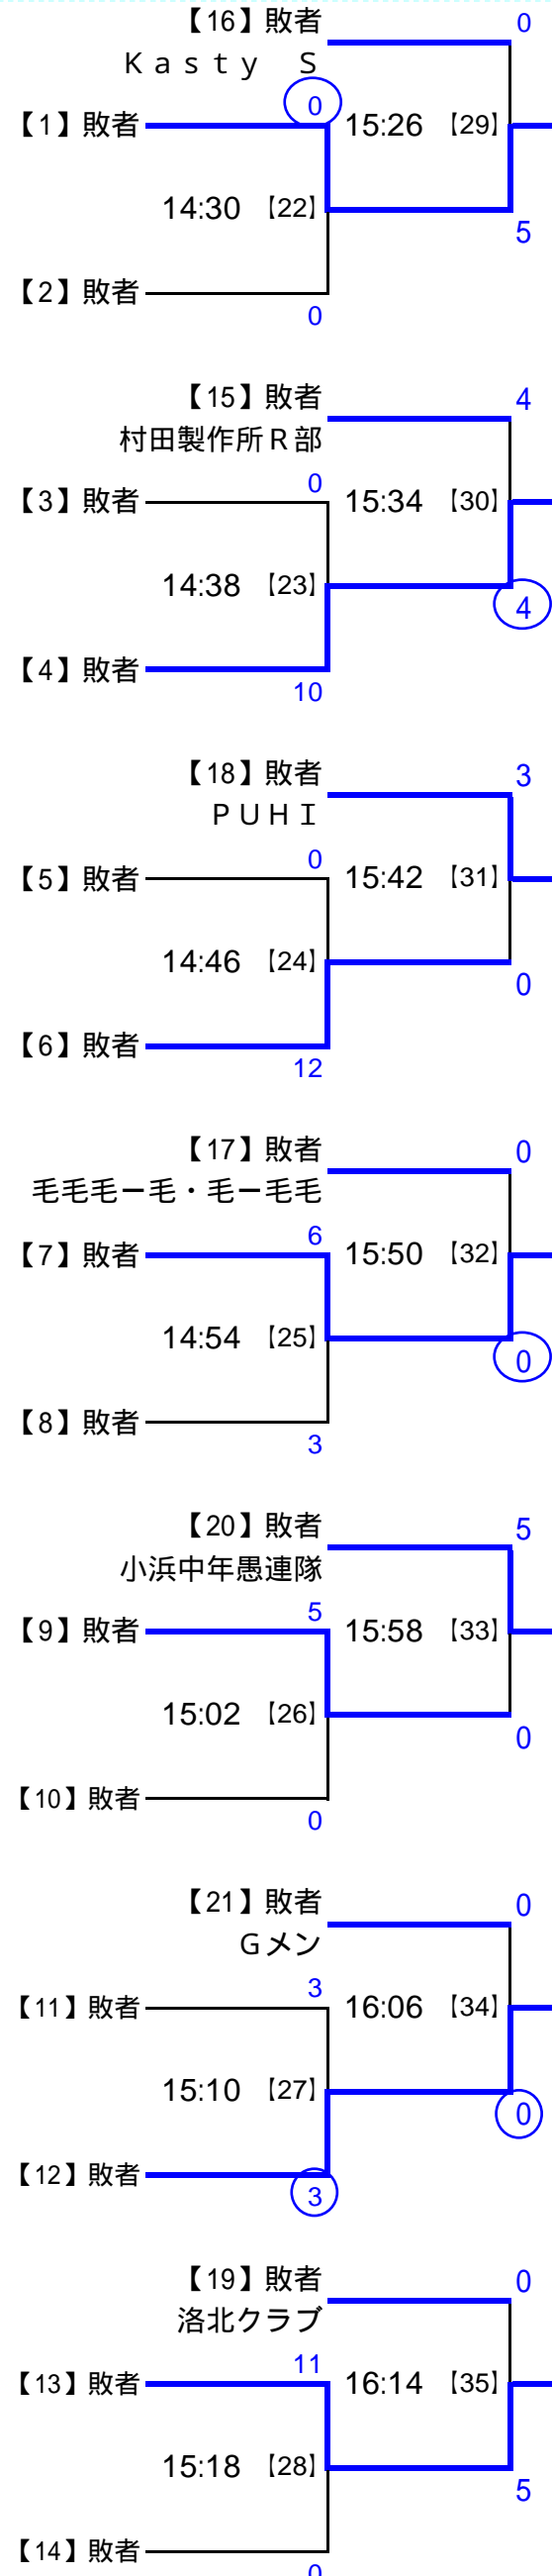 【16】敗者
0
Ｋａｓｔｙ　Ｓ
0
【1】敗者
15:26 [29]
14:30 [22]
5
【2】敗者
0
【15】敗者
4
村田製作所Ｒ部
0
【3】敗者
15:34 [30]
14:38 [23]
4
【4】敗者
10
【18】敗者
3
ＰＵＨＩ
0
【5】敗者
15:42 [31]
14:46 [24]
0
【6】敗者
12
【17】敗者
0
毛毛毛ー毛・毛ー毛毛
6
【7】敗者
15:50 [32]
14:54 [25]
0
【8】敗者
3
【20】敗者
5
小浜中年愚連隊
5
【9】敗者
15:58 [33]
15:02 [26]
0
【10】敗者
0
【21】敗者
0
Ｇメン
3
【11】敗者
16:06 [34]
15:10 [27]
0
【12】敗者
3
【19】敗者
0
洛北クラブ
11
【13】敗者
16:14 [35]
15:18 [28]
5
【14】敗者
0